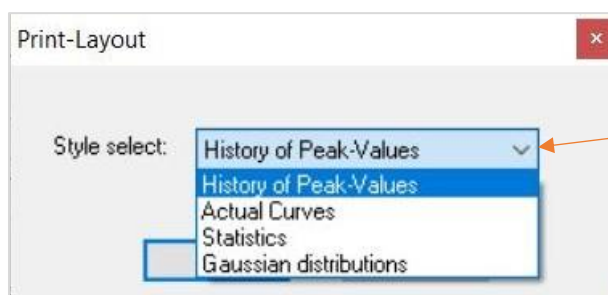 Print-Layout
Style select: History of Peak-Values
History of Peak-Values
Actual Curves
Statistics
Gaussian distributions